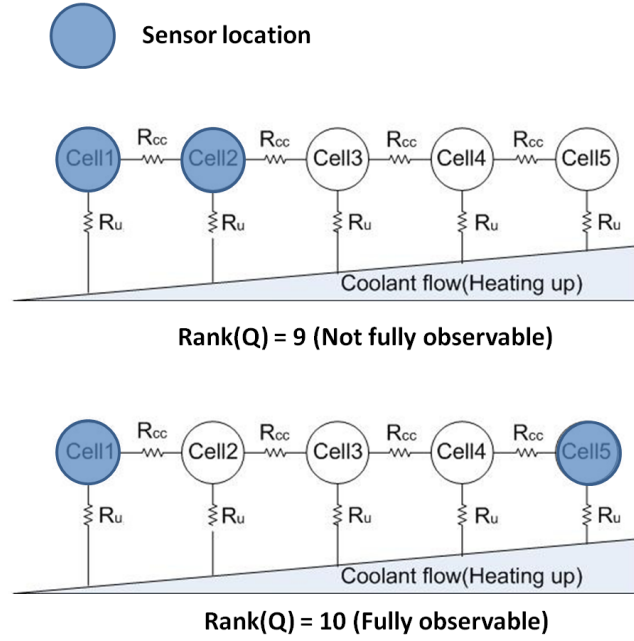 Sensor location
Rcc Rcc Rcc Rcc
Cell1 Cell2 Cell3 Cell4 Cell5
Ru Ru Ru Ru Ru
Coolant flow(Heating up)
Rank(Q) = 9 (Not fully observable)
Rcc Rcc Rcc Rcc
Cell1 Cell2 Cell3 Cell4 Cell5
Ru Ru Ru Ru Ru
Coolant flow(Heating up)
Rank(Q) = 10 (Fully observable)